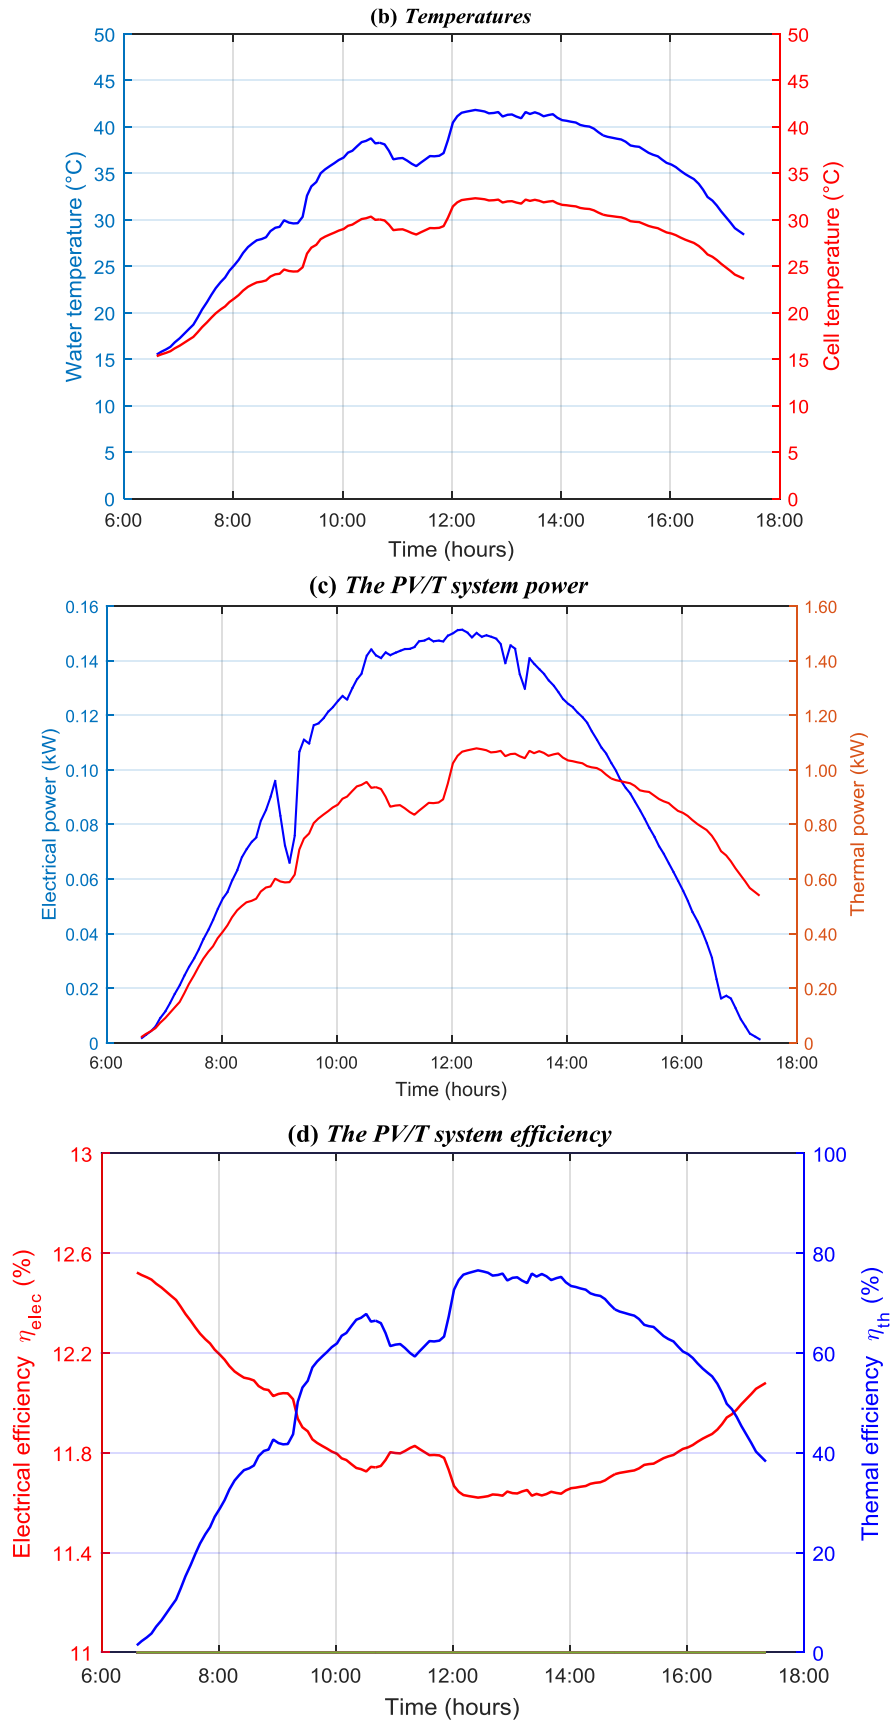 (b) Temperatures
50 50
45 45
40 40
35 35
30 30
25 25
20 20
15 15
10 10
5 5
0 0
Water temperature (°C)
Cell temperature (°C)
6:00 8:00 10:00 12:00 14:00 16:00 18:00
Time (hours)
(c) The PV/T system power
0.16 1.60
0.14 1.40
0.12 1.20
0.10 1.00
0.08 0.80
0.06 0.60
0.04 0.40
0.02 0.20
0 0
Electrical power (kW)
Thermal power (kW)
6:00 8:00 10:00 12:00 14:00 16:00 18:00
Time (hours)
(d) The PV/T system efficiency
13 100
12.6 80
12.2 60
11.8 40
11.4 20
11 0
Electrical efficiency η_elec (%)
Themal efficiency η_th (%)
6:00 8:00 10:00 12:00 14:00 16:00 18:00
Time (hours)